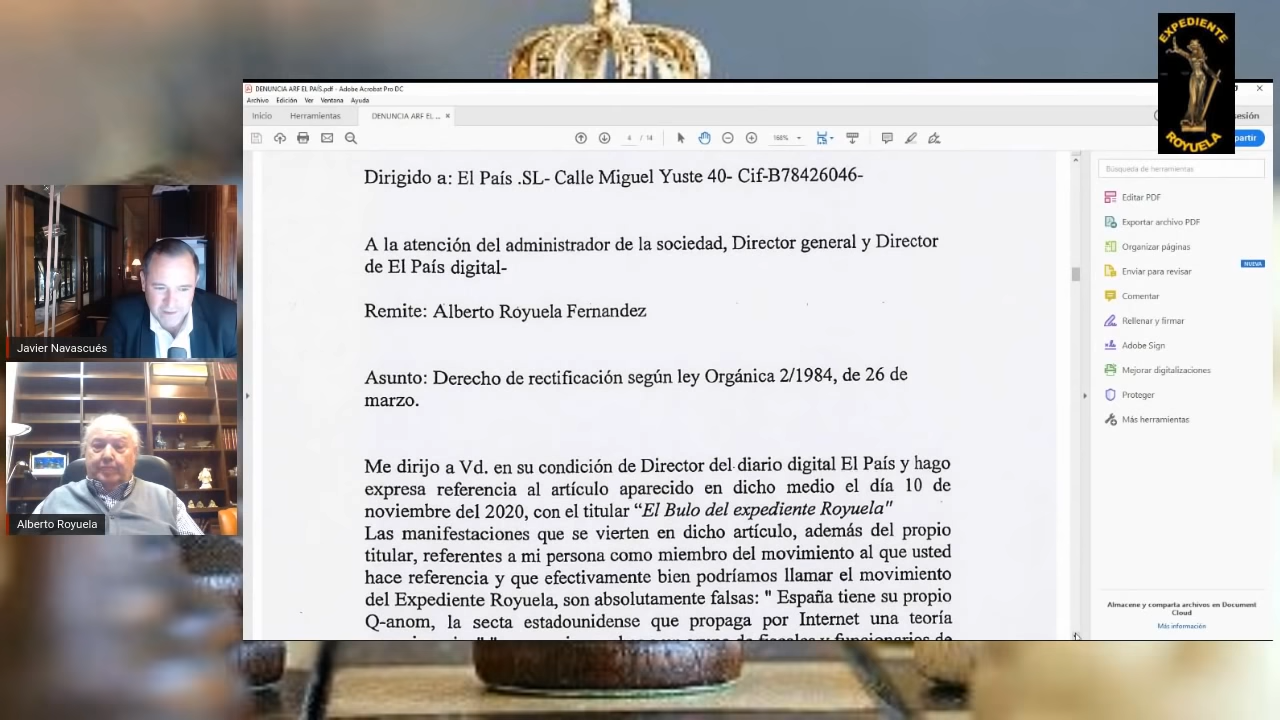 EXPEDIENTE
ROYUELA
DENUNCIA ARF EL PAÍS.pdf - Adobe Acrobat Pro DC
Archivo Edición Ver Ventana Ayuda
Inicio Herramientas DENUNCIA ARF EL ... ×
4 / 14 168%
Dirigido a: El País .SL- Calle Miguel Yuste 40- Cif-B78426046-
A la atención del administrador de la sociedad, Director general y Director
de El País digital-
Remite: Alberto Royuela Fernandez
Asunto: Derecho de rectificación según ley Orgánica 2/1984, de 26 de
marzo.
Me dirijo a Vd. en su condición de Director del diario digital El País y hago
expresa referencia al artículo aparecido en dicho medio el día 10 de
noviembre del 2020, con el titular “El Bulo del expediente Royuela"
Las manifestaciones que se vierten en dicho artículo, además del propio
titular, referentes a mi persona como miembro del movimiento al que usted
hace referencia y que efectivamente bien podríamos llamar el movimiento
del Expediente Royuela, son absolutamente falsas: " España tiene su propio
Q-anom, la secta estadounidense que propaga por Internet una teoría
sesión
partir
Búsqueda de herramientas
Editar PDF
Exportar archivo PDF
Organizar páginas
NUEVA
Enviar para revisar
Comentar
Rellenar y firmar
Adobe Sign
Mejorar digitalizaciones
Proteger
Más herramientas
Almacene y comparta archivos en Document
Cloud
Más información
Javier Navascués
Alberto Royuela